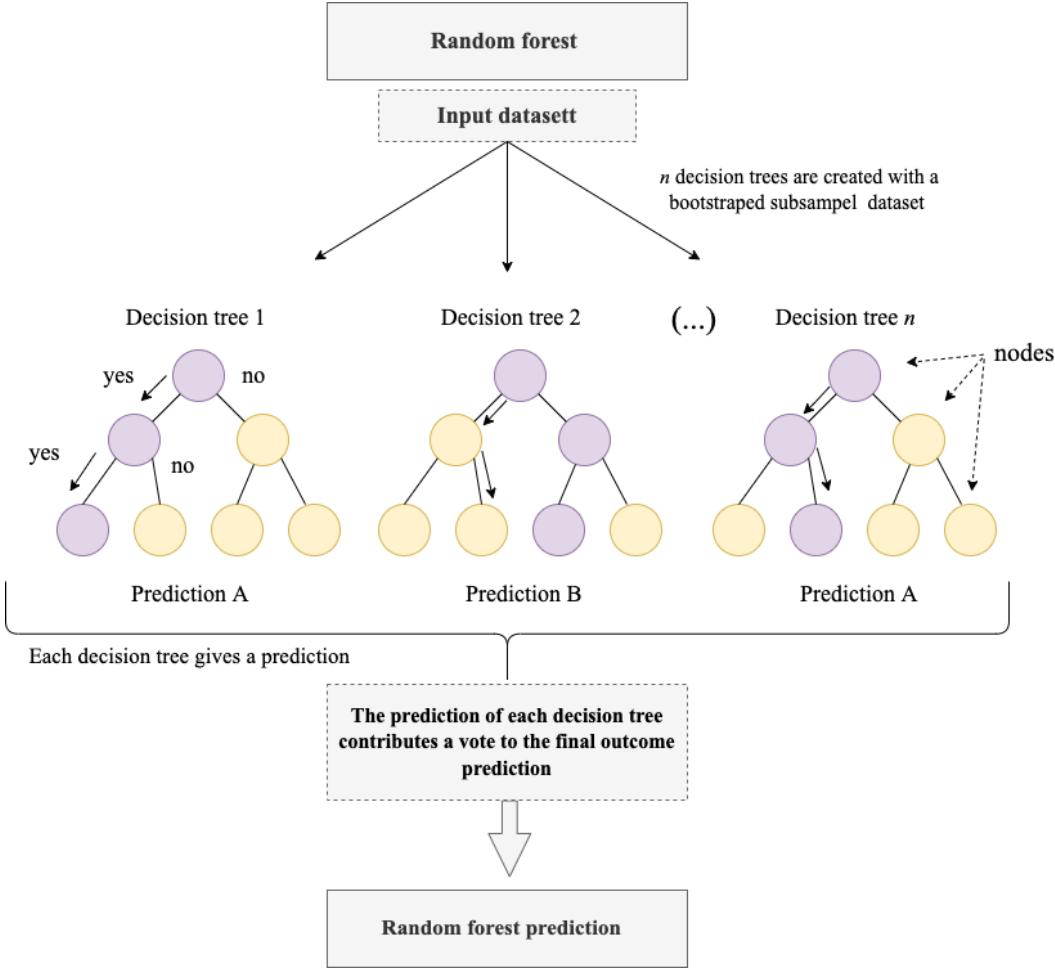 Random forest
Input datasett
n decision trees are created with a
bootstraped subsampel dataset
Decision tree 1
Decision tree 2
(...)
Decision tree n
nodes
yes
no
yes
no
Prediction A
Prediction B
Prediction A
Each decision tree gives a prediction
The prediction of each decision tree
contributes a vote to the final outcome
prediction
Random forest prediction